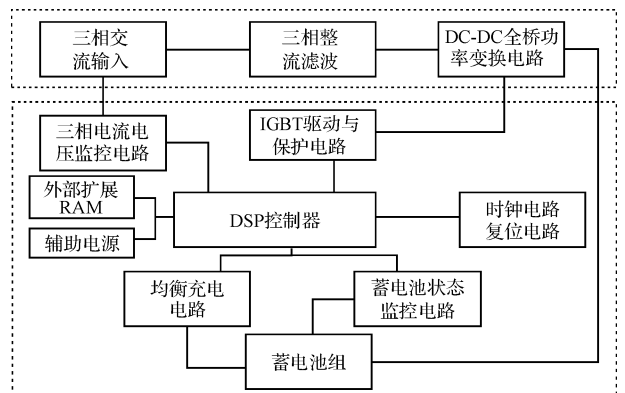 三相交
流输入
三相整
流滤波
DC-DC全桥功
率变换电路
三相电流电
压监控电路
IGBT驱动与
保护电路
外部扩展
RAM
辅助电源
DSP控制器
时钟电路
复位电路
均衡充电
电路
蓄电池状态
监控电路
蓄电池组